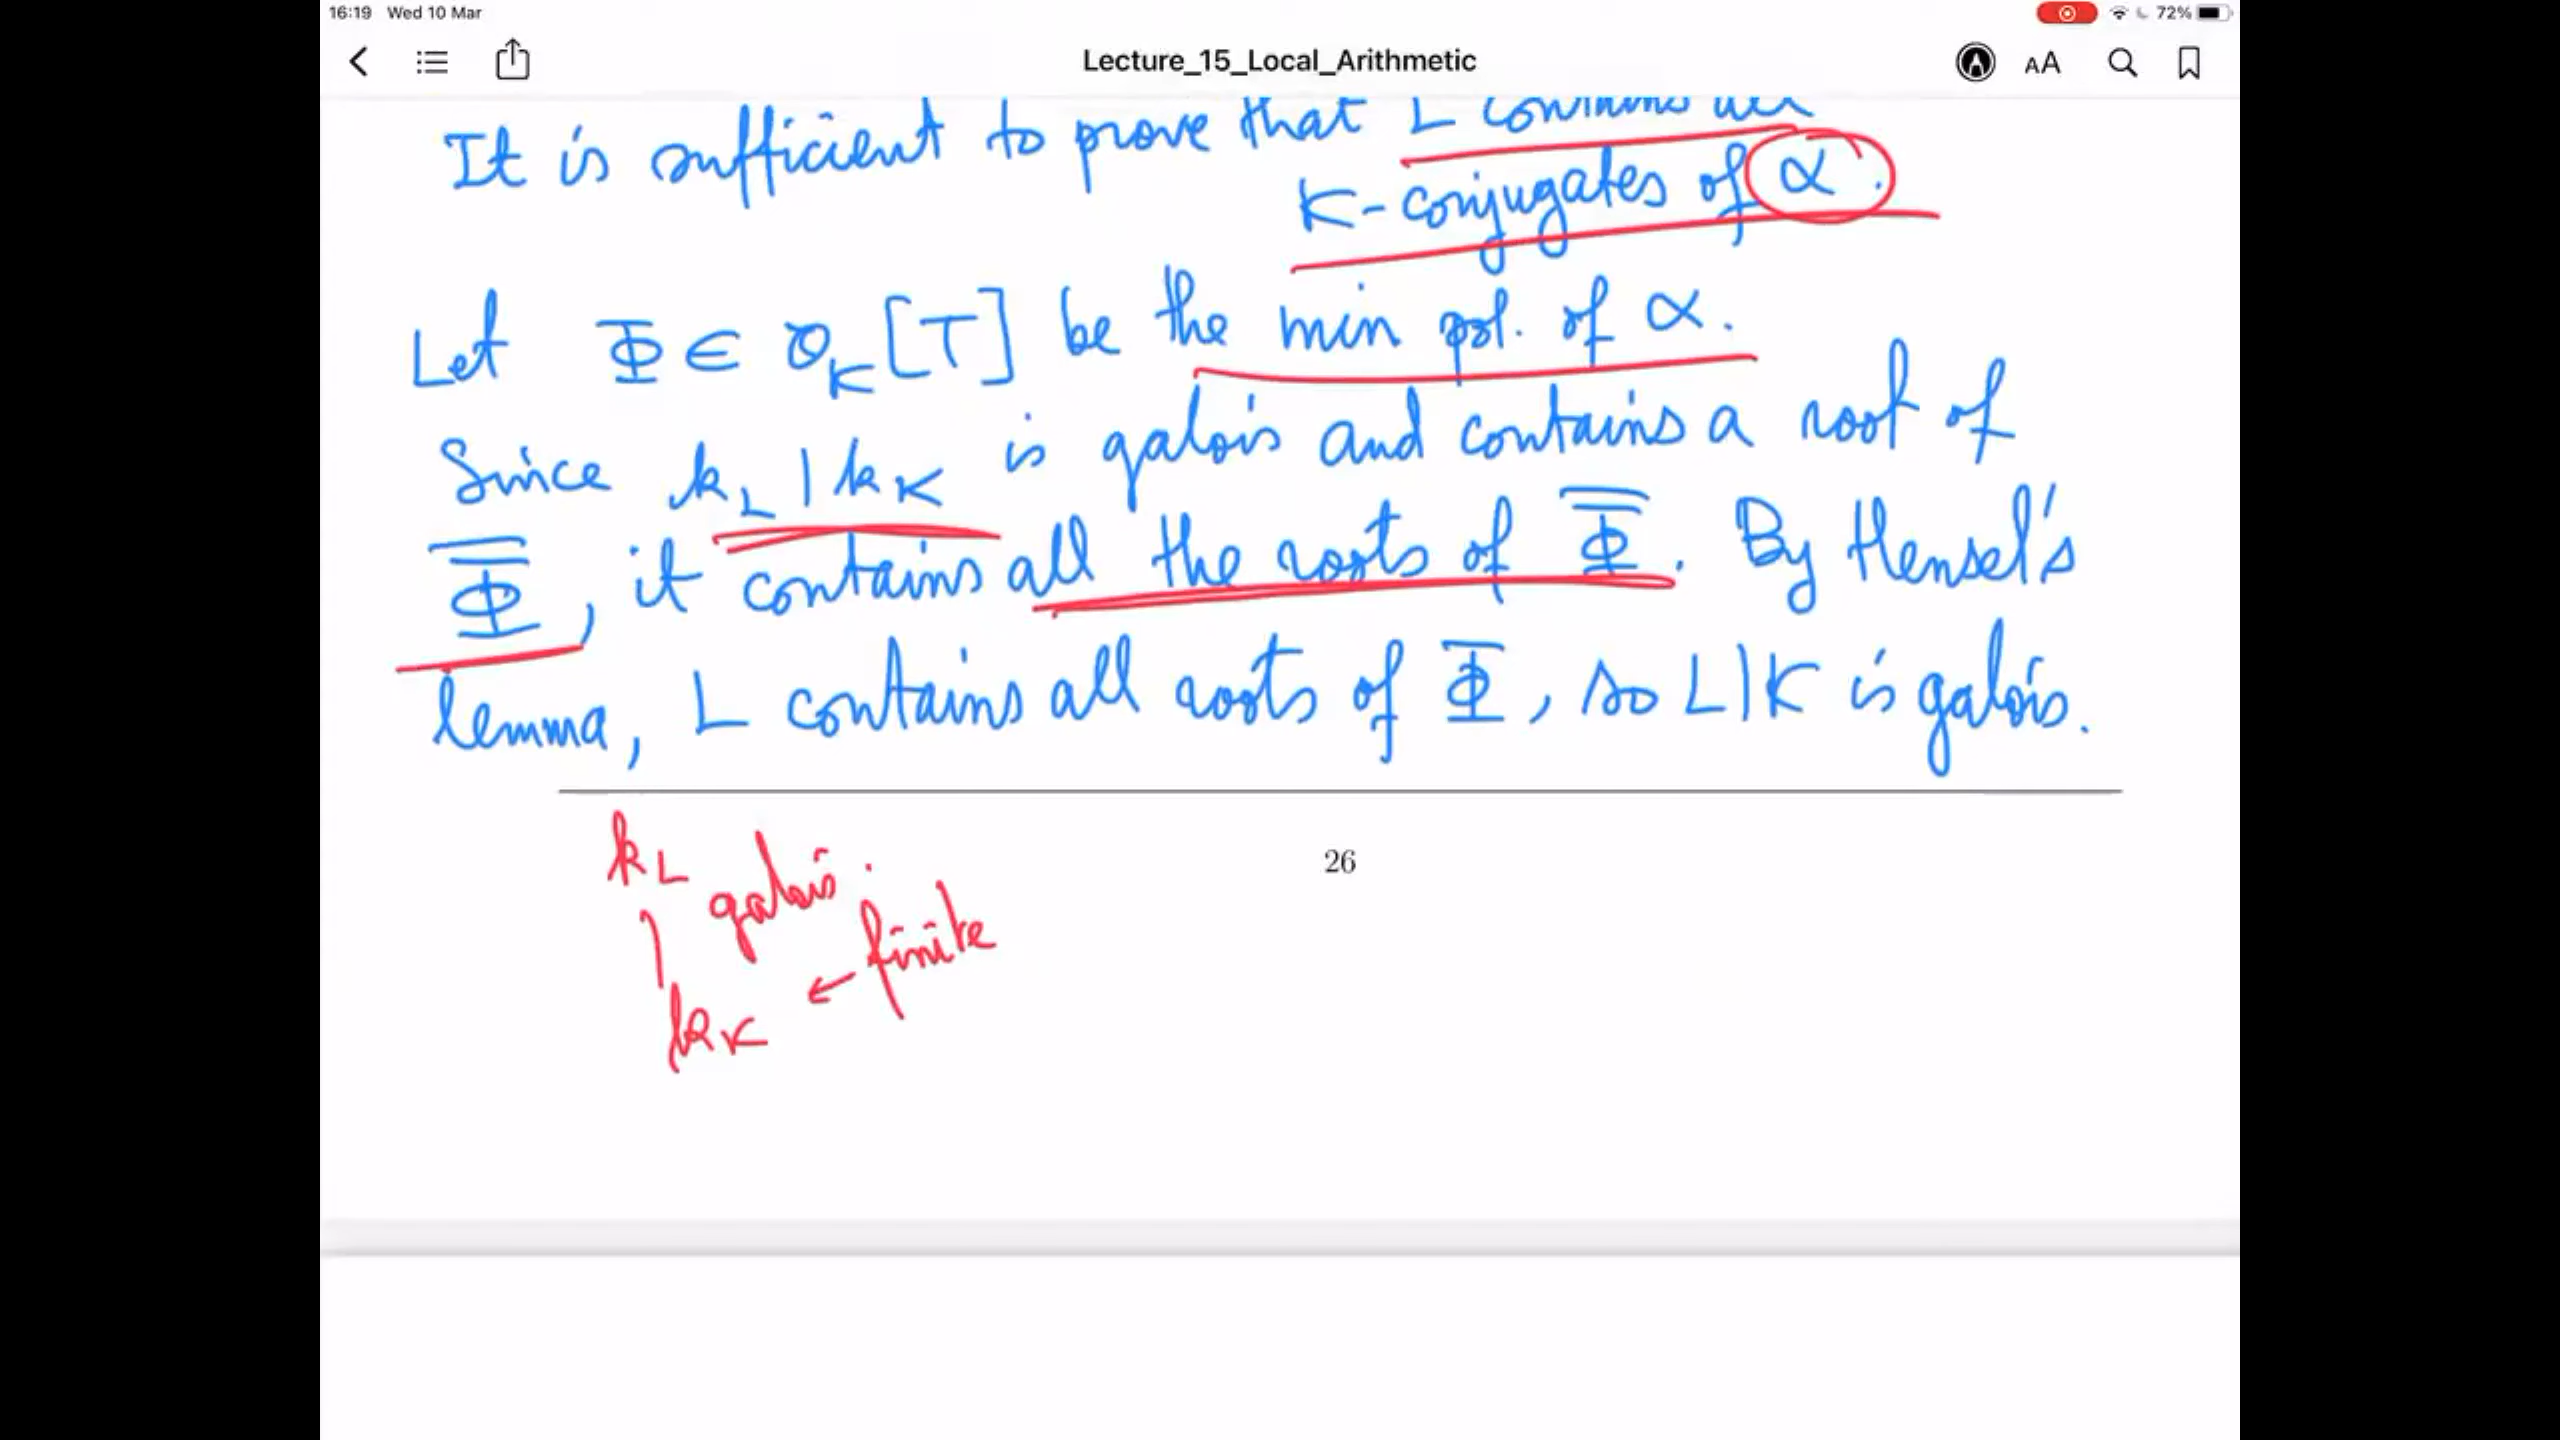 16:19 Wed 10 Mar
72%
Lecture_15_Local_Arithmetic
AA
It is sufficient to prove that L contains all
K-conjugates of α.
Let Φ ∈ 𝒪_K[T] be the min pol. of α.
Since k_L | k_K is galois and contains a root of
Φ̅, it contains all the roots of Φ̅. By Hensel's
lemma, L contains all roots of Φ̅, so L|K is galois.
26
k_L
galois.
← finite
k_K